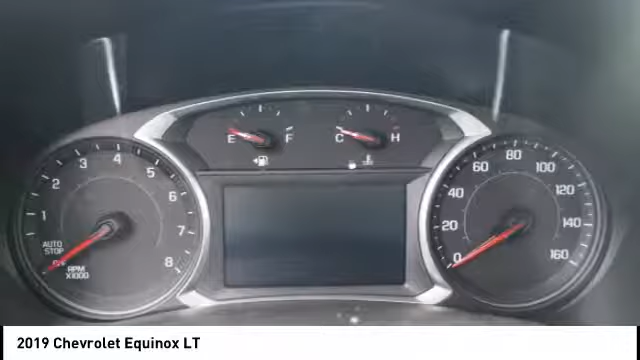 E F C H
1 2 3 4 5 6 7 8
AUTO
STOP
OFF
RPM
X1000
0 20 40 60 80 100 120 140 160
2019 Chevrolet Equinox LT